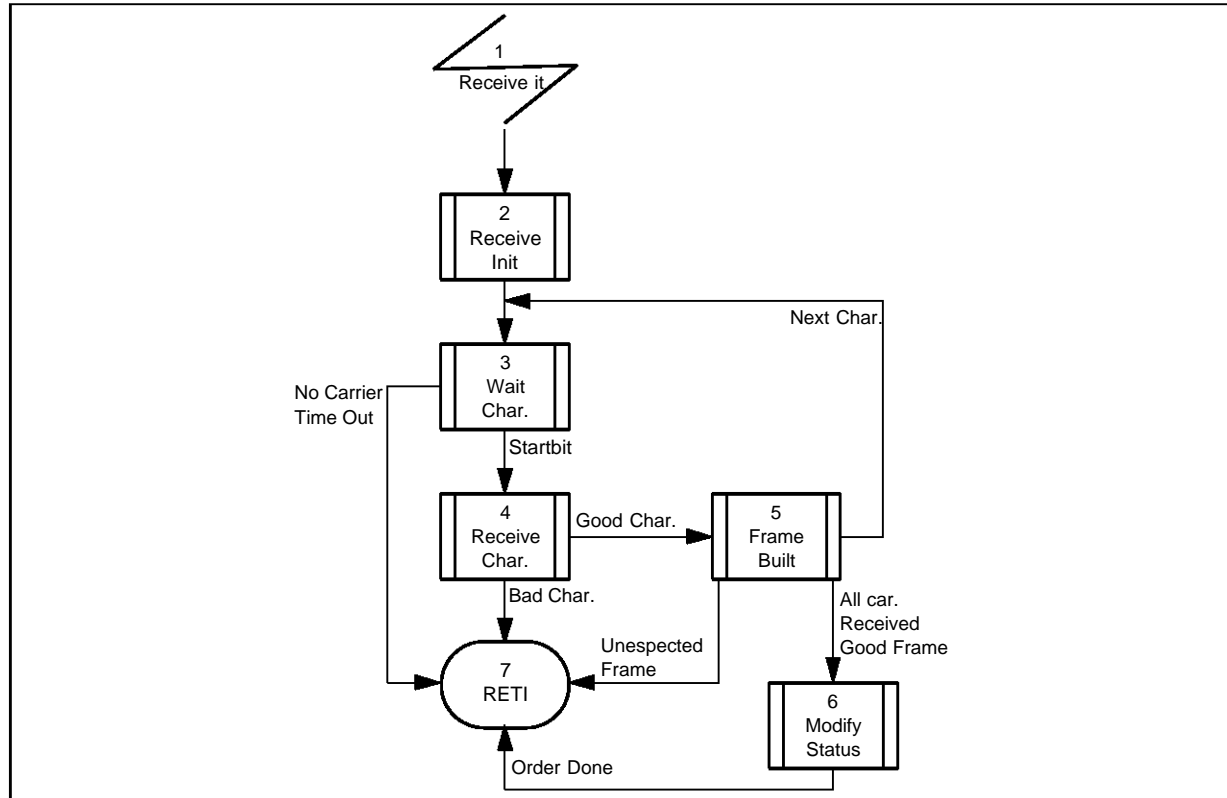 1
Receive it
2
Receive
Init
Next Char.
3
Wait
Char.
No Carrier
Time Out
Startbit
4
Receive
Char.
Good Char.
5
Frame
Built
Bad Char.
All car.
Received
Good Frame
Unespected
Frame
7
RETI
6
Modify
Status
Order Done